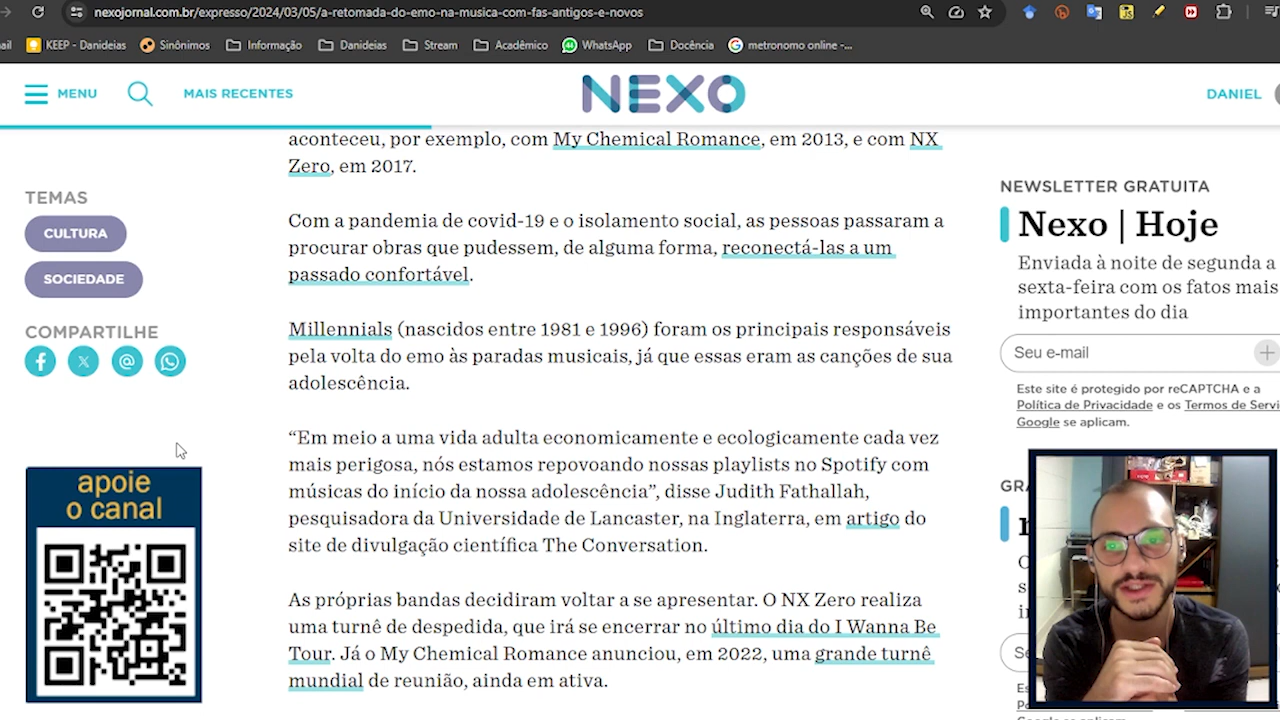 nexojornal.com.br/expresso/2024/03/05/a-retomada-do-emo-na-musica-com-fas-antigos-e-novos
KEEP - Danideias
Sinônimos
Informação
Danideias
Stream
Acadêmico
WhatsApp
Docência
metronomo online -...
MENU
MAIS RECENTES
NEXO
DANIEL
aconteceu, por exemplo, com My Chemical Romance, em 2013, e com NX
Zero, em 2017.
Com a pandemia de covid-19 e o isolamento social, as pessoas passaram a
procurar obras que pudessem, de alguma forma, reconectá-las a um
passado confortável.
Millennials (nascidos entre 1981 e 1996) foram os principais responsáveis
pela volta do emo às paradas musicais, já que essas eram as canções de sua
adolescência.
“Em meio a uma vida adulta economicamente e ecologicamente cada vez
mais perigosa, nós estamos repovoando nossas playlists no Spotify com
músicas do início da nossa adolescência”, disse Judith Fathallah,
pesquisadora da Universidade de Lancaster, na Inglaterra, em artigo do
site de divulgação científica The Conversation.
As próprias bandas decidiram voltar a se apresentar. O NX Zero realiza
uma turnê de despedida, que irá se encerrar no último dia do I Wanna Be
Tour. Já o My Chemical Romance anunciou, em 2022, uma grande turnê
mundial de reunião, ainda em ativa.
TEMAS
CULTURA
SOCIEDADE
COMPARTILHE
apoie
o canal
NEWSLETTER GRATUITA
Nexo | Hoje
Enviada à noite de segunda a
sexta-feira com os fatos mais
importantes do dia
Seu e-mail
Este site é protegido por reCAPTCHA e a
Política de Privacidade e os Termos de Servi
Google se aplicam.